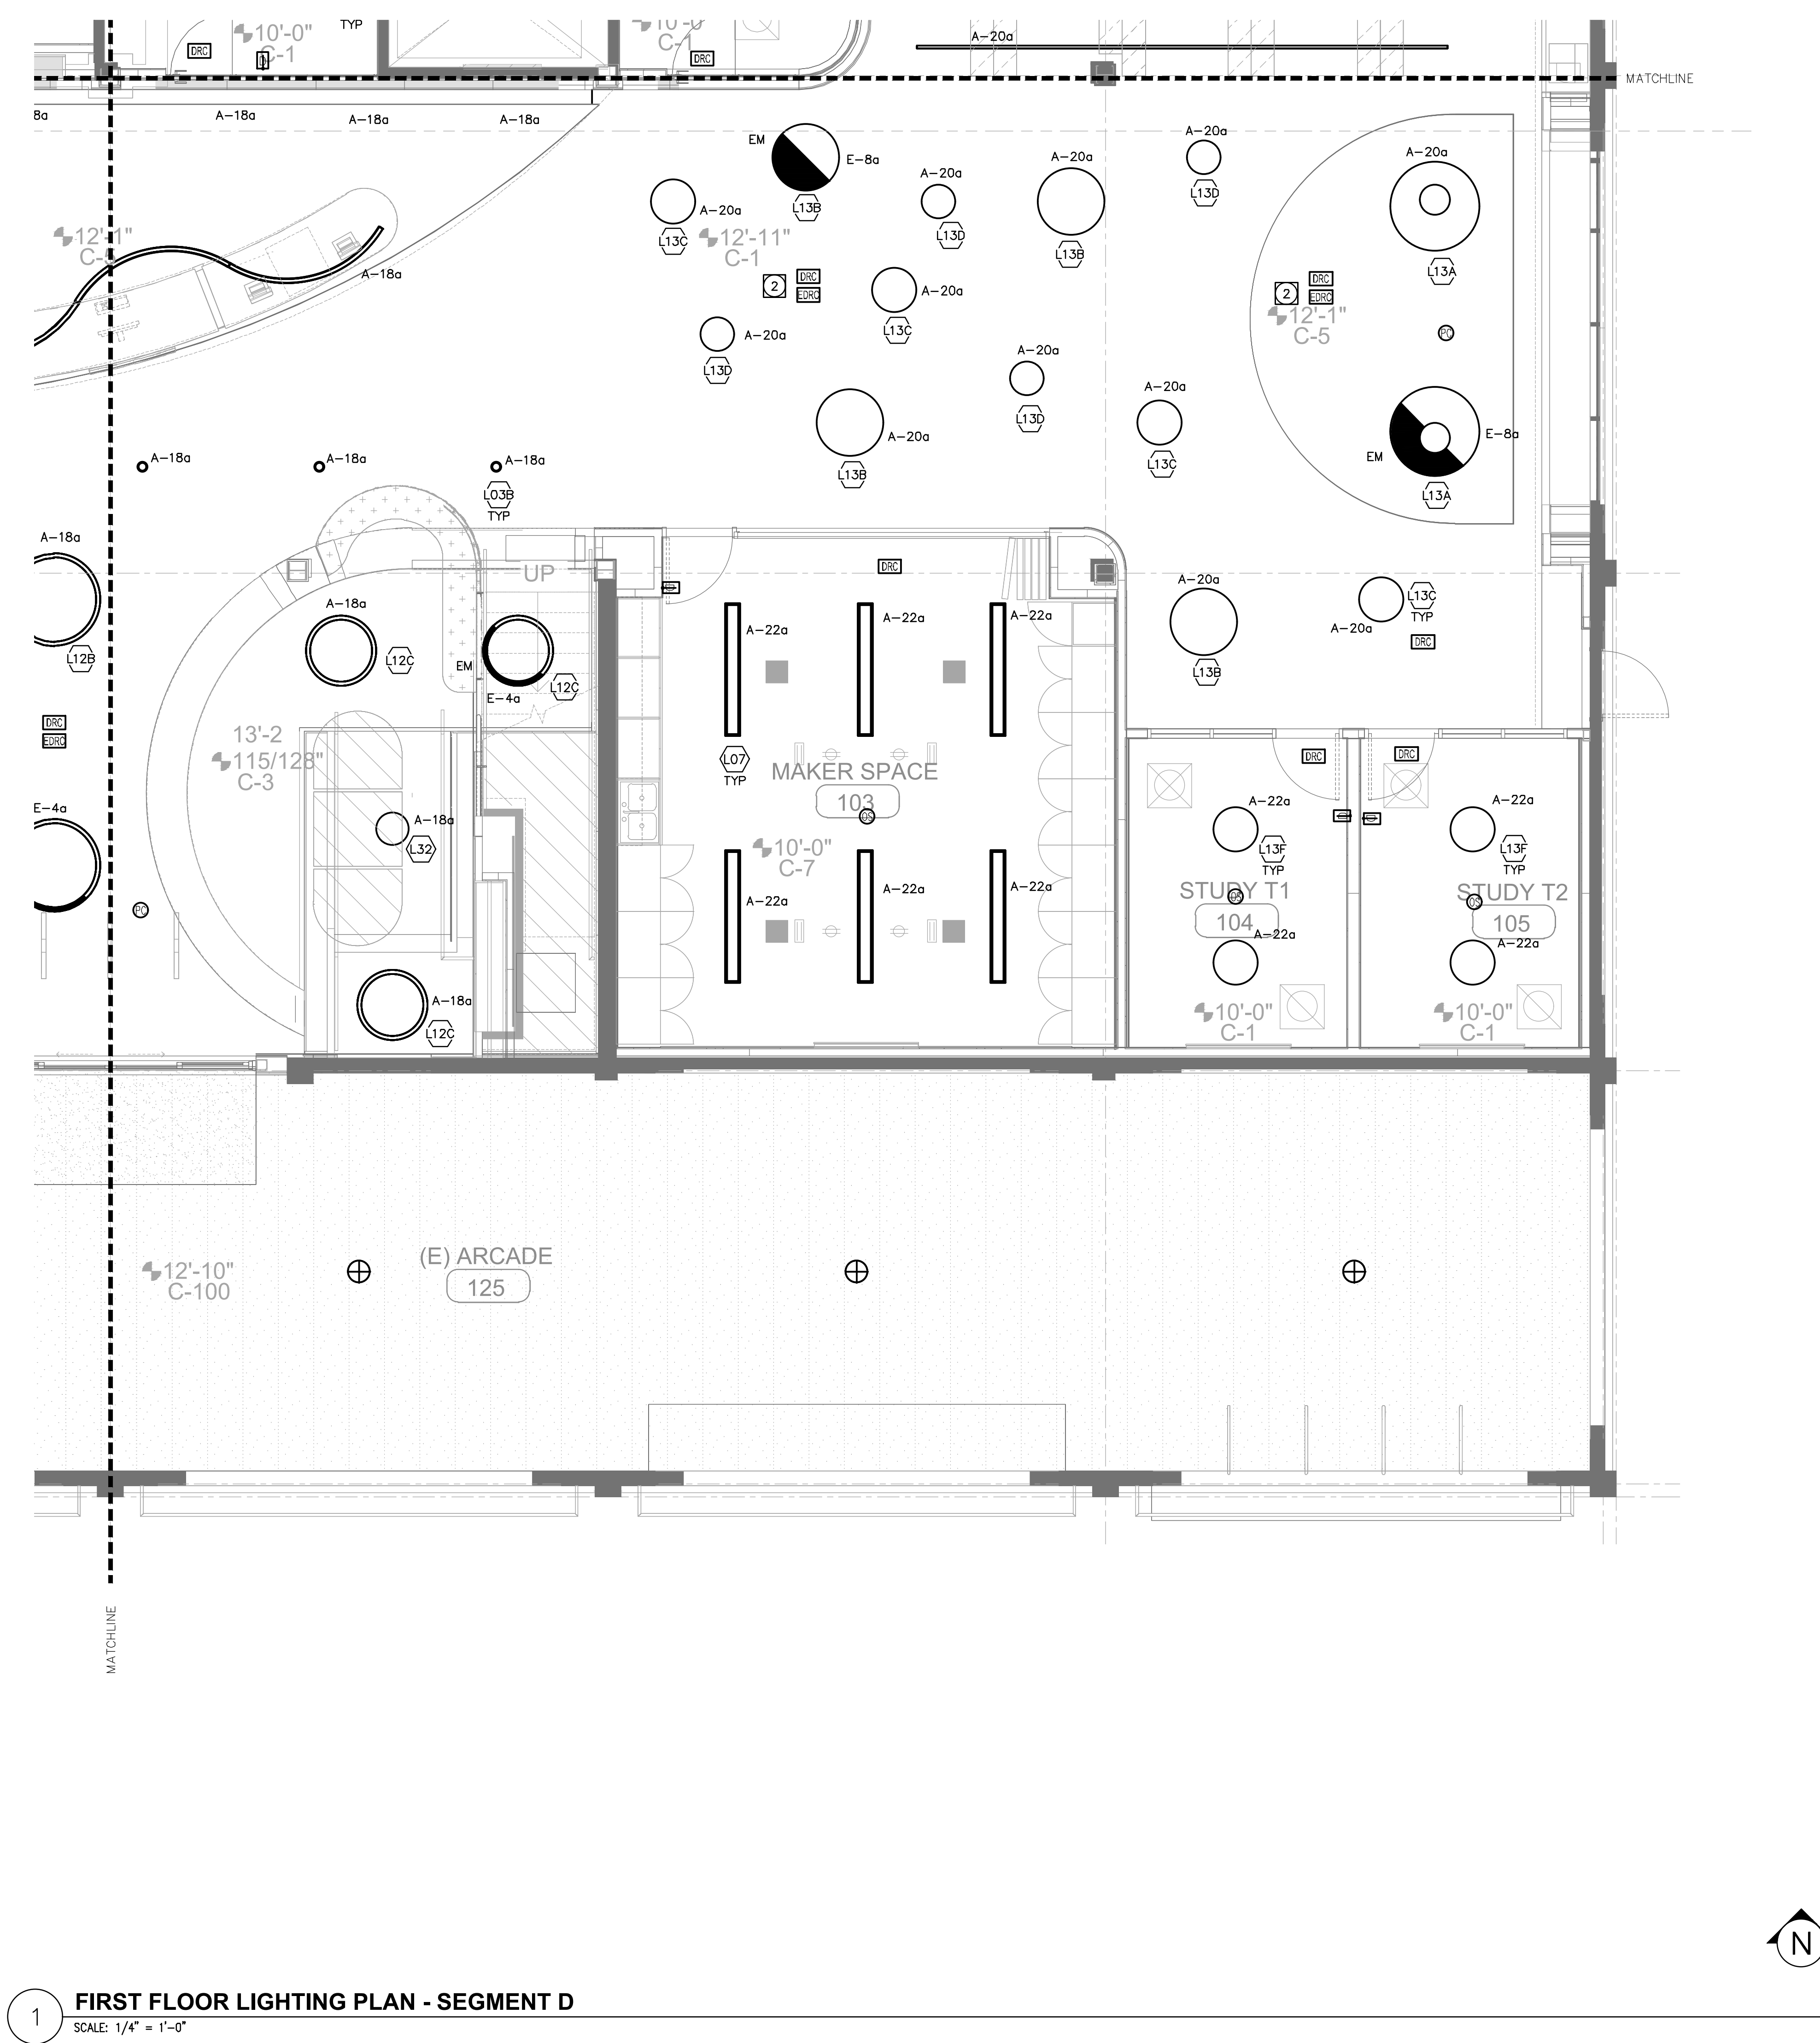 TYP
10'-0"
C-1
DRC
10'-0"
C-1
DRC
A-20a
MATCHLINE
8a
A-18a
A-18a
A-18a
EM
E-8a
L13B
A-20a
L13C
12'-11"
C-1
2
DRC
EDRC
A-20a
L13D
A-20a
L13B
A-20a
L13D
A-20a
L13A
12'-1"
A-18a
A-20a
L13C
2
DRC
EDRC
12'-1"
C-5
PC
A-20a
L13D
A-20a
L13D
A-20a
L13C
A-20a
L13B
E-8a
EM
L13A
A-18a
A-18a
A-18a
L03B
TYP
A-18a
L12B
UP
A-18a
L12C
EM
E-4a
L12C
DRC
A-22a
A-22a
A-22a
A-20a
L13B
A-20a
L13C
TYP
DRC
DRC
EDRC
13'-2
115/128"
C-3
L07
TYP
MAKER SPACE
103
OS
DRC
DRC
E-4a
A-18a
L32
10'-0"
C-7
A-22a
L13F
TYP
A-22a
L13F
TYP
PC
A-22a
A-22a
A-22a
STUDY T1
OS
104
A-22a
STUDY T2
OS
105
A-22a
A-18a
L12C
10'-0"
C-1
10'-0"
C-1
12'-10"
C-100
(E) ARCADE
125
MATCHLINE
N
1
FIRST FLOOR LIGHTING PLAN - SEGMENT D
SCALE: 1/4" = 1'-0"